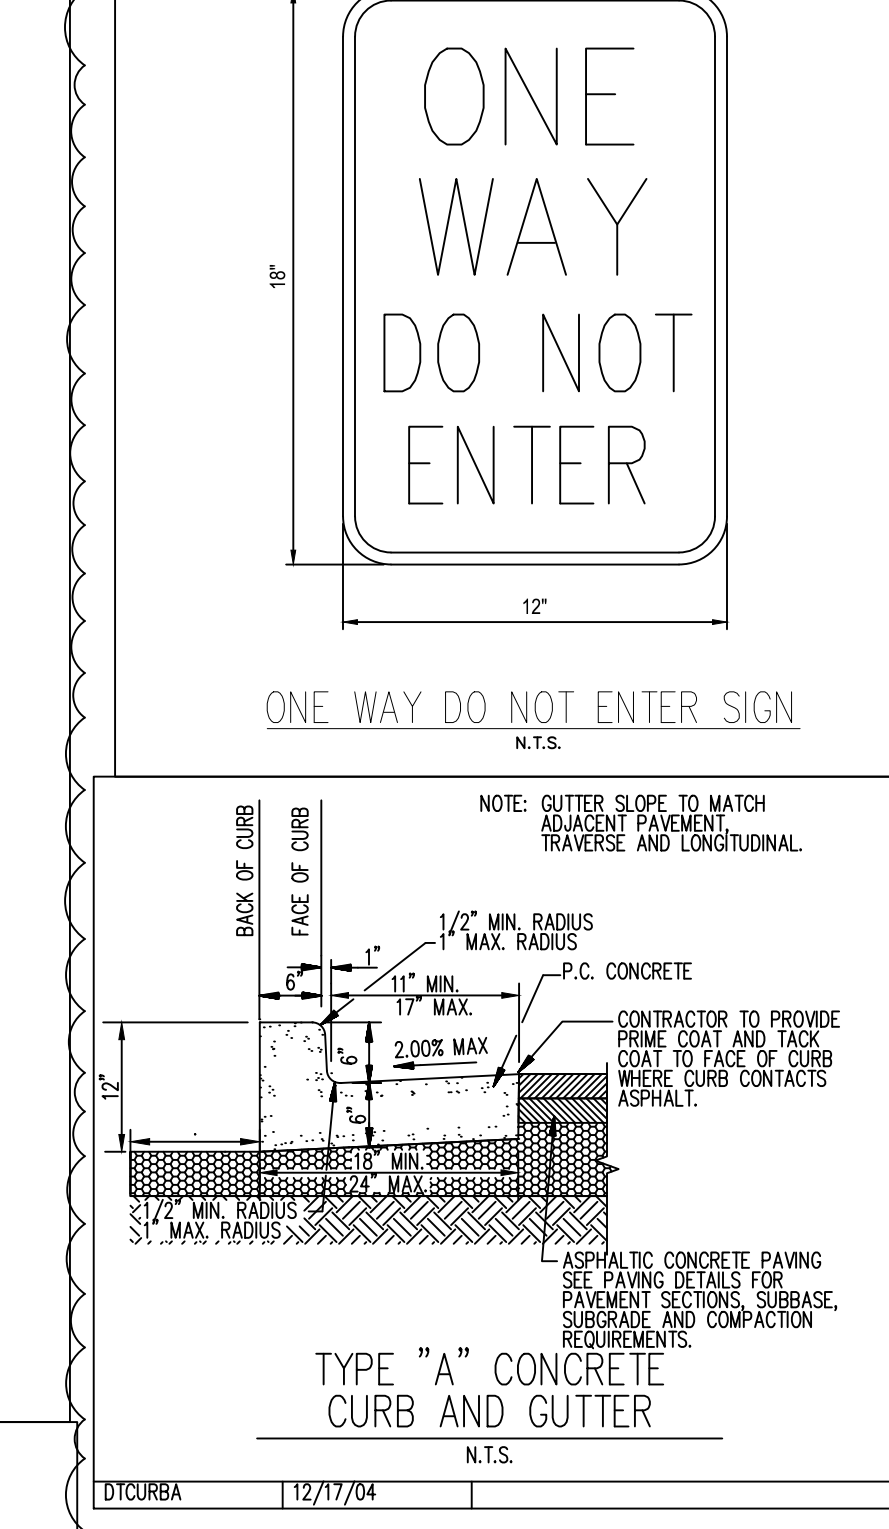 ONE
WAY
DO NOT
ENTER
18"
12"
ONE WAY DO NOT ENTER SIGN
N.T.S.
NOTE: GUTTER SLOPE TO MATCH
ADJACENT PAVEMENT,
TRAVERSE AND LONGITUDINAL.
BACK OF CURB
FACE OF CURB
1/2" MIN. RADIUS
1" MAX. RADIUS
1"
6"
11" MIN.
17" MAX.
P.C. CONCRETE
CONTRACTOR TO PROVIDE
PRIME COAT AND TACK
COAT TO FACE OF CURB
WHERE CURB CONTACTS
ASPHALT.
2.00% MAX
6"
12"
6"
18" MIN.
24" MAX.
1/2" MIN. RADIUS
1" MAX. RADIUS
ASPHALTIC CONCRETE PAVING
SEE PAVING DETAILS FOR
PAVEMENT SECTIONS, SUBBASE,
SUBGRADE AND COMPACTION
REQUIREMENTS.
TYPE "A" CONCRETE
CURB AND GUTTER
N.T.S.
DTCURBA
12/17/04